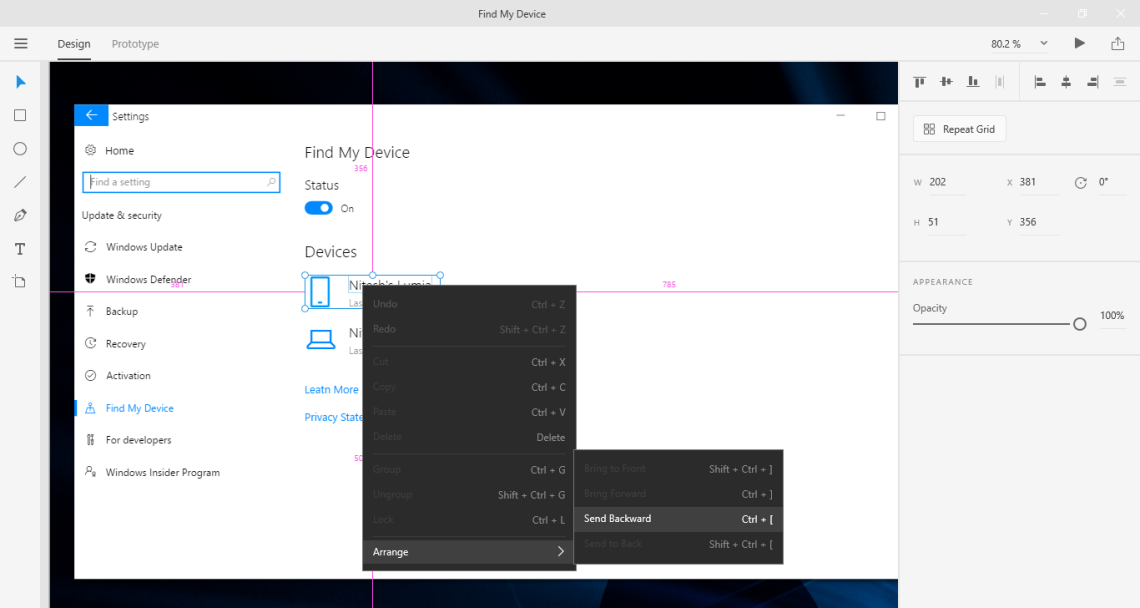 Find My Device
Design Prototype 80.2 %
Settings
Home
Find a setting
Update & security
Windows Update
Windows Defender
381
Backup
Recovery
Activation
Find My Device
For developers
Windows Insider Program
Find My Device
356
Status
On
Devices
785
Nitesh's Lumia
Las
Ni
Las
Leatn More
Privacy State
50
Undo Ctrl + Z
Redo Shift + Ctrl + Z
Cut Ctrl + X
Copy Ctrl + C
Paste Ctrl + V
Delete Delete
Group Ctrl + G
Ungroup Shift + Ctrl + G
Lock Ctrl + L
Arrange
Bring to Front Shift + Ctrl + ]
Bring Forward Ctrl + ]
Send Backward Ctrl + [
Send to Back Shift + Ctrl + [
Repeat Grid
W 202 X 381 0°
H 51 Y 356
APPEARANCE
Opacity
100%